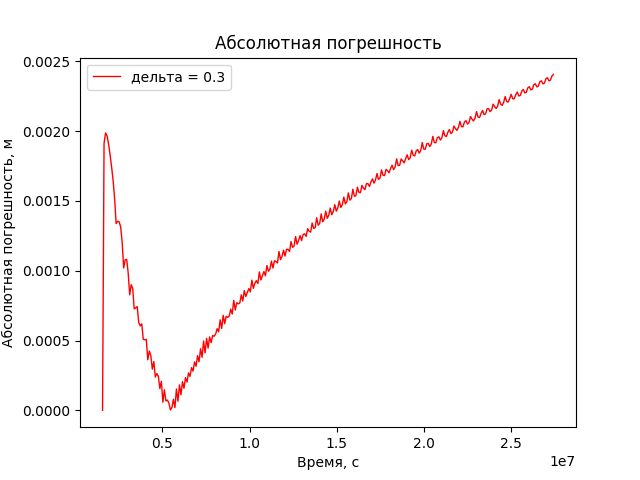 Абсолютная погрешность
дельта = 0.3
Абсолютная погрешность, м
0.0025
0.0020
0.0015
0.0010
0.0005
0.0000
0.5
1.0
1.5
2.0
2.5
1e7
Время, с